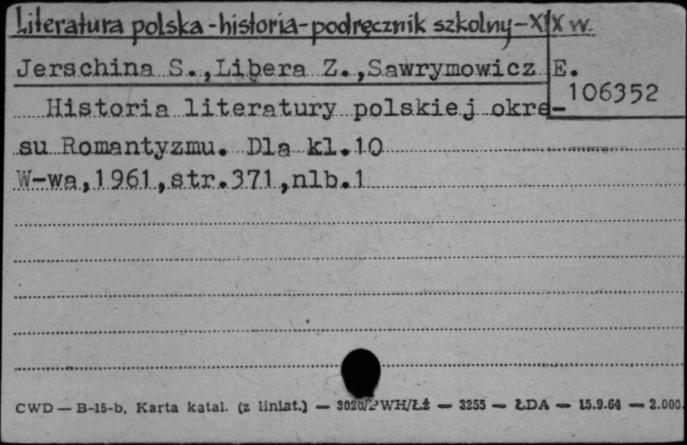 Literatura polska - historia - podręcznik szkolny - XIX w.
Jerschina S., Libera Z., Sawrymowicz E.
106352
Historia literatury polskiej okre-
su Romantyzmu. Dla kl.10
W-wa,1961,str.371,nlb.1
CWD — B-15-b, Karta katal. (z liniat.) — 3020/PWH/Łż — 3255 — ŁDA — 15.9.64 — 2.000.